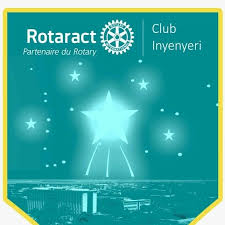 Rotaract
Partenaire du Rotary
Club
Inyenyeri